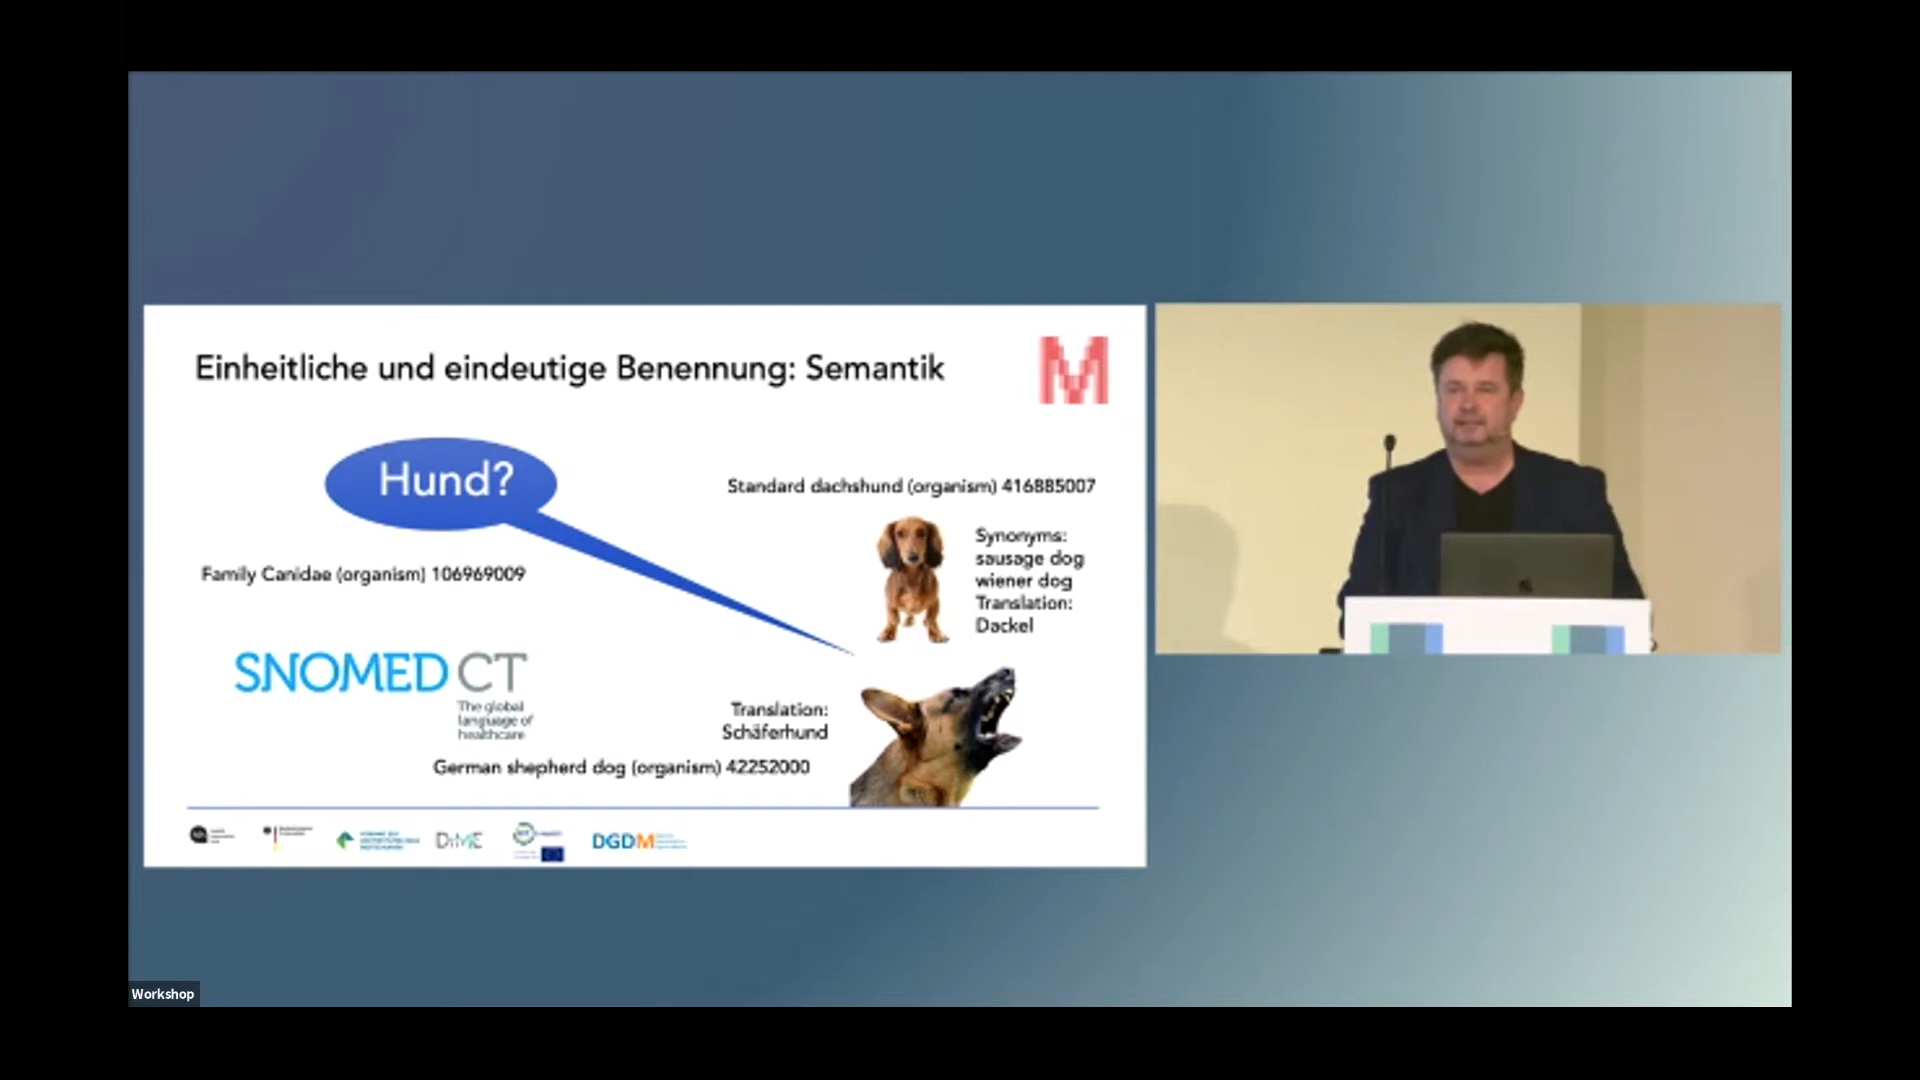 Einheitliche und eindeutige Benennung: Semantik
M
Hund?
Standard dachshund (organism) 416885007
Synonyms:
sausage dog
wiener dog
Translation:
Dackel
Family Canidae (organism) 106969009
SNOMED CT
The global
language of
healthcare
Translation:
Schäferhund
German shepherd dog (organism) 42252000
DiME
DGDM
Workshop